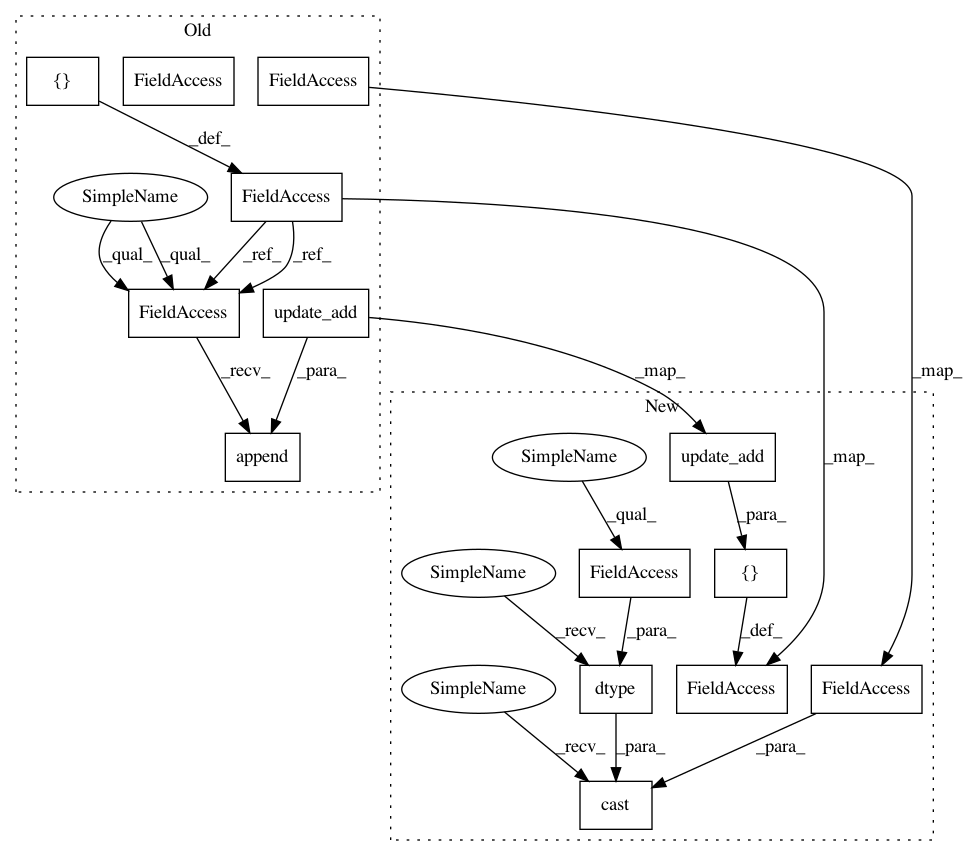 Old
{}
FieldAccess
FieldAccess
_def_
SimpleName
FieldAccess
_qual_
_qual_
_ref_
_ref_
FieldAccess
update_add
_recv_
_para_
_map_
_map_
New
append
SimpleName
update_add
_map_
_qual_
_para_
SimpleName
FieldAccess
{}
_recv_
_para_
_def_
SimpleName
dtype
FieldAccess
FieldAccess
_recv_
_para_
_para_
cast